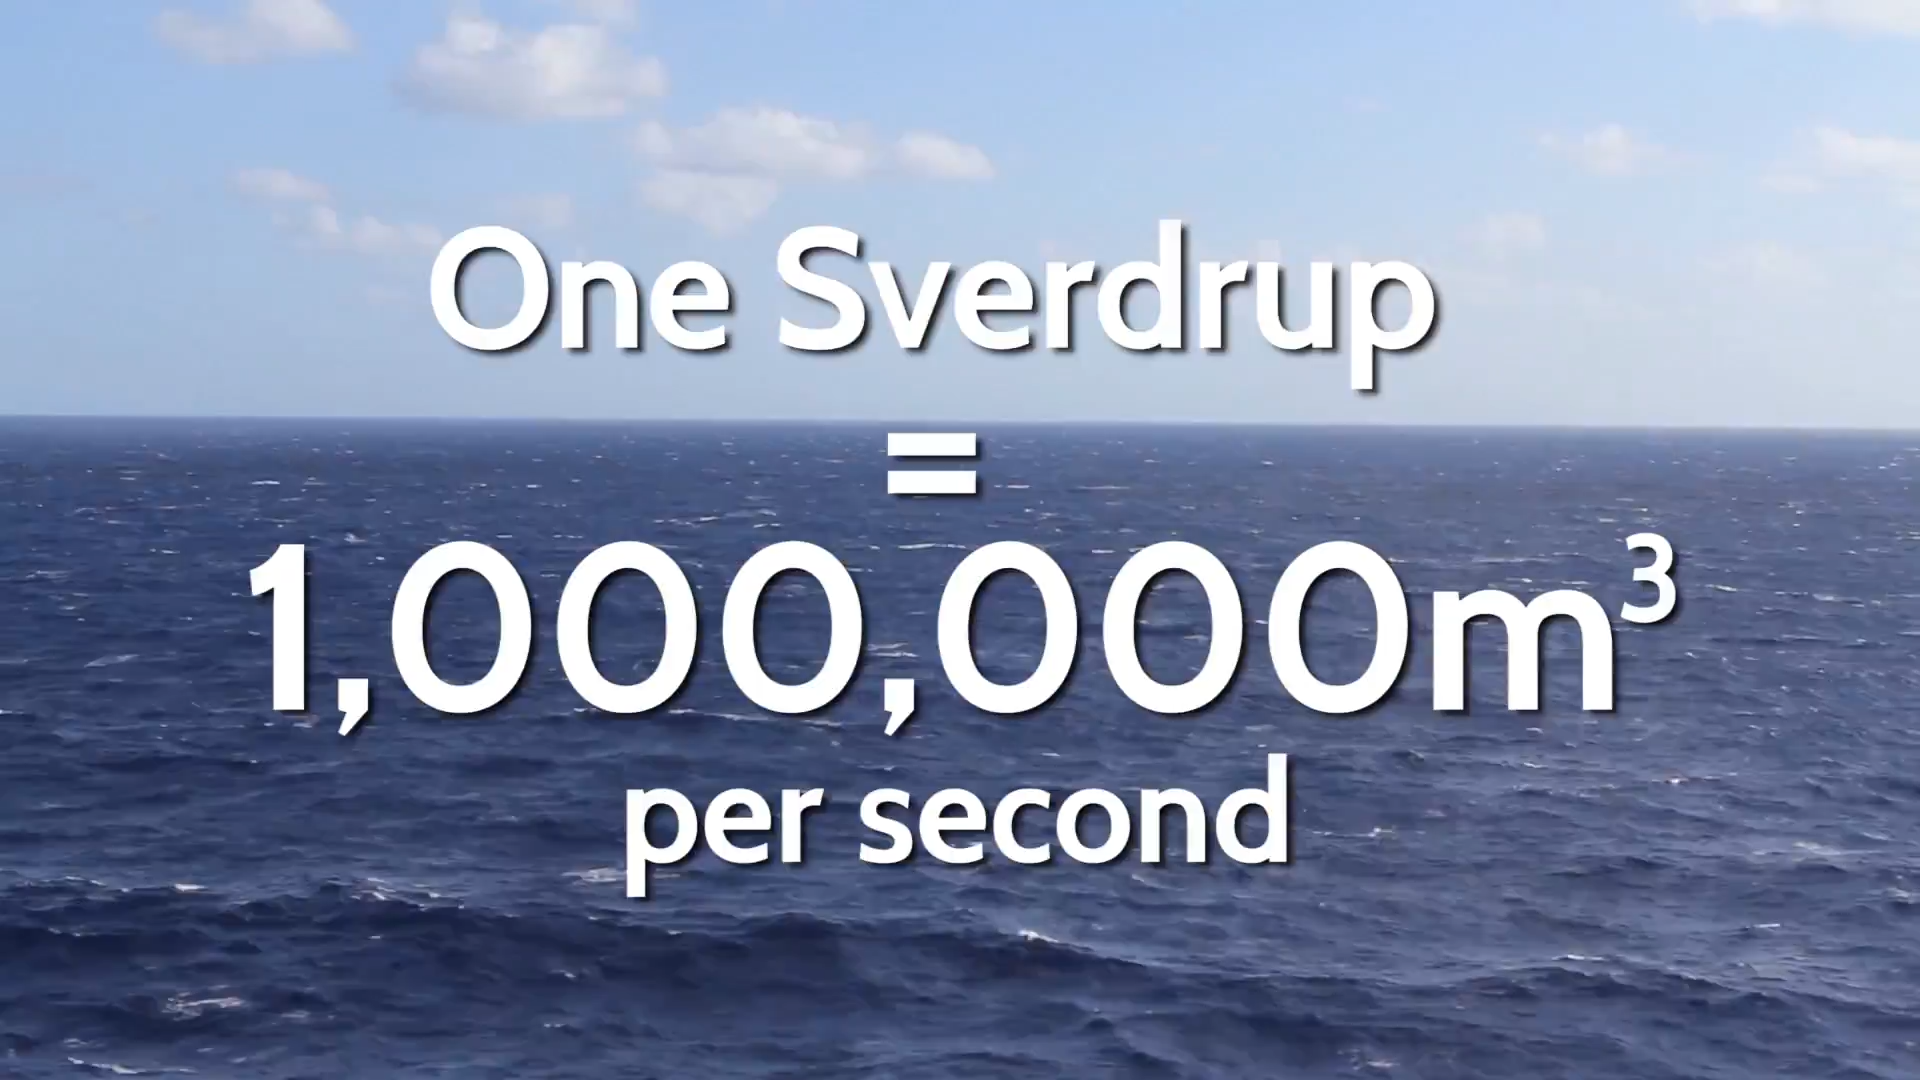 One Sverdrup
=
1,000,000m³
per second